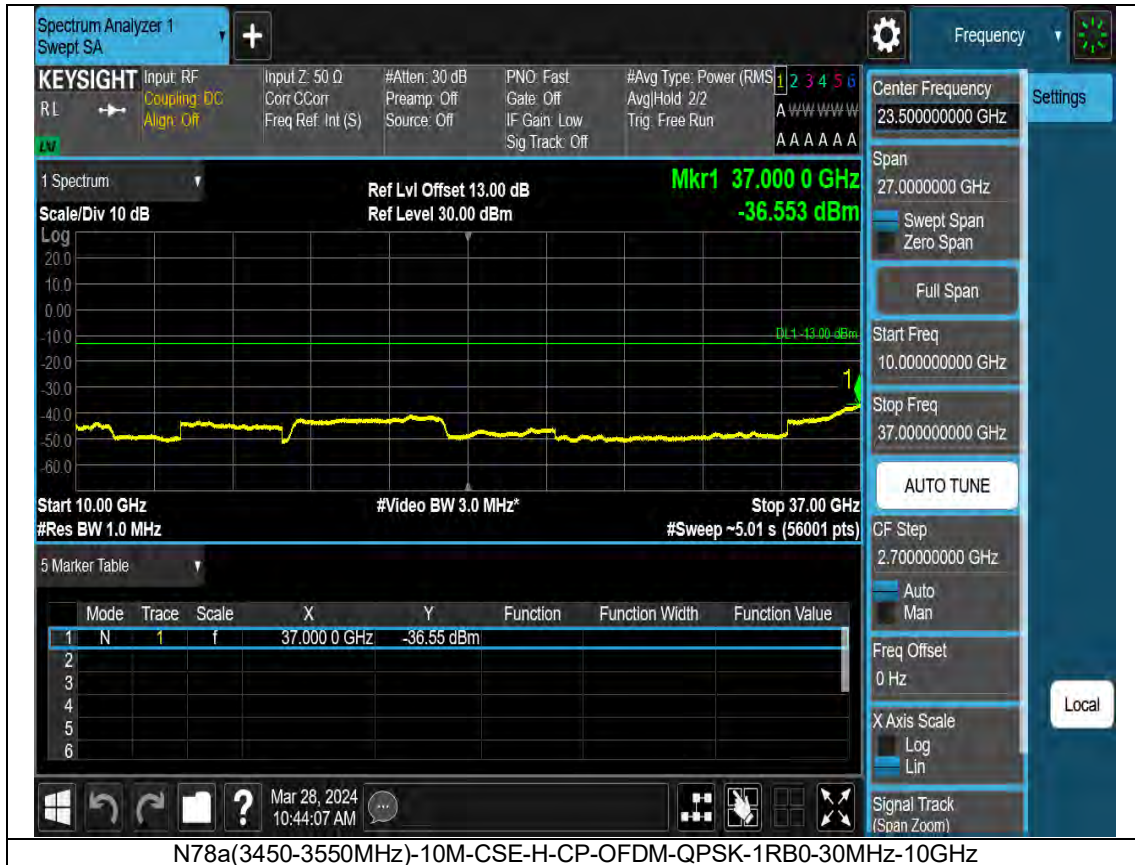 Spectrum Analyzer 1
Swept SA
+
Frequency
KEYSIGHT
RL
LXI
Input: RF
Coupling: DC
Align: Off
Input Z: 50 Ω
Corr CCorr
Freq Ref: Int (S)
#Atten: 30 dB
Preamp: Off
Source: Off
PNO: Fast
Gate: Off
IF Gain: Low
Sig Track: Off
#Avg Type: Power (RMS
Avg|Hold: 2/2
Trig: Free Run
1 2 3 4 5 6
A W W W W W
A A A A A A
Center Frequency
23.500000000 GHz
Settings
1 Spectrum
Scale/Div 10 dB
Ref Lvl Offset 13.00 dB
Ref Level 30.00 dBm
Mkr1 37.000 0 GHz
-36.553 dBm
Log
20.0
10.0
0.00
-10.0
-20.0
-30.0
-40.0
-50.0
-60.0
DL1 -13.00 dBm
1
Start 10.00 GHz
#Res BW 1.0 MHz
#Video BW 3.0 MHz*
Stop 37.00 GHz
#Sweep ~5.01 s (56001 pts)
Span
27.0000000 GHz
Swept Span
Zero Span
Full Span
Start Freq
10.000000000 GHz
Stop Freq
37.000000000 GHz
AUTO TUNE
CF Step
2.700000000 GHz
Auto
Man
Freq Offset
0 Hz
X Axis Scale
Log
Lin
Signal Track
(Span Zoom)
Local
5 Marker Table
Mode Trace Scale X Y Function Function Width Function Value
1 N 1 f 37.000 0 GHz -36.55 dBm
2
3
4
5
6
?
Mar 28, 2024
10:44:07 AM
N78a(3450-3550MHz)-10M-CSE-H-CP-OFDM-QPSK-1RB0-30MHz-10GHz